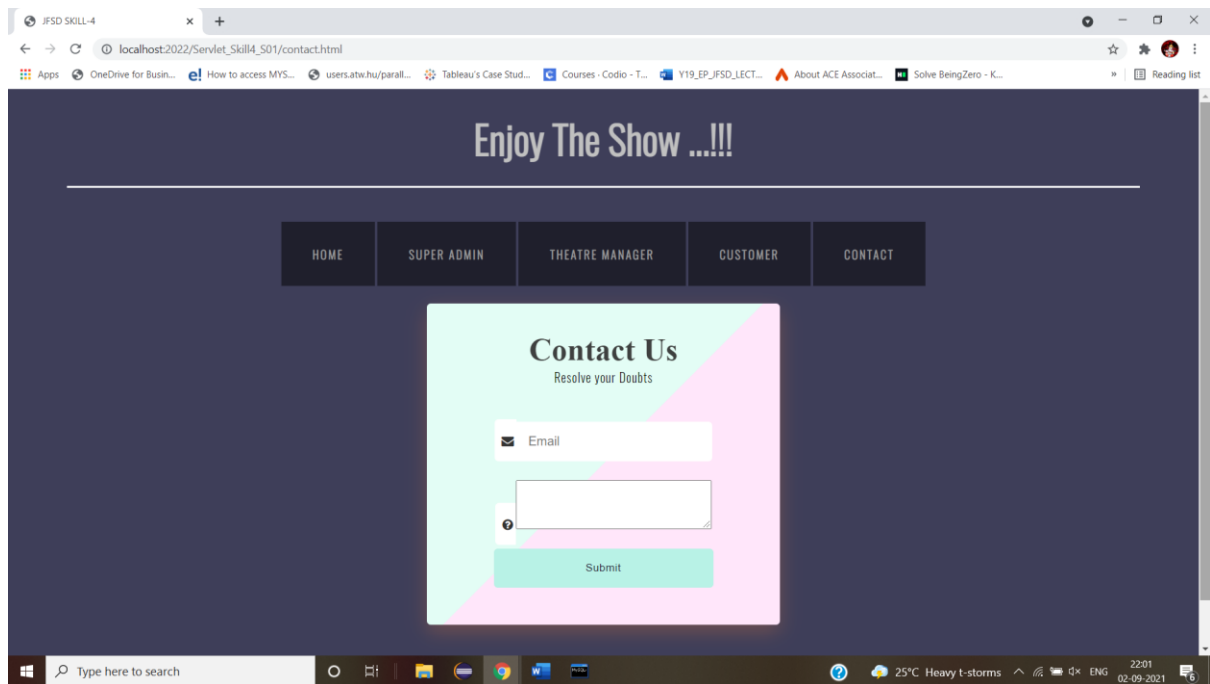 JFSD SKILL-4
localhost:2022/Servlet_Skill4_S01/contact.html
Apps OneDrive for Busin... How to access MYS... users.atw.hu/parall... Tableau's Case Stud... Courses - Codio - T... Y19_EP_JFSD_LECT... About ACE Associat... Solve BeingZero - K... » Reading list
Enjoy The Show ...!!!
HOME SUPER ADMIN THEATRE MANAGER CUSTOMER CONTACT
Contact Us
Resolve your Doubts
Email
Submit
Type here to search
25°C Heavy t-storms ENG
22:01
02-09-2021
6